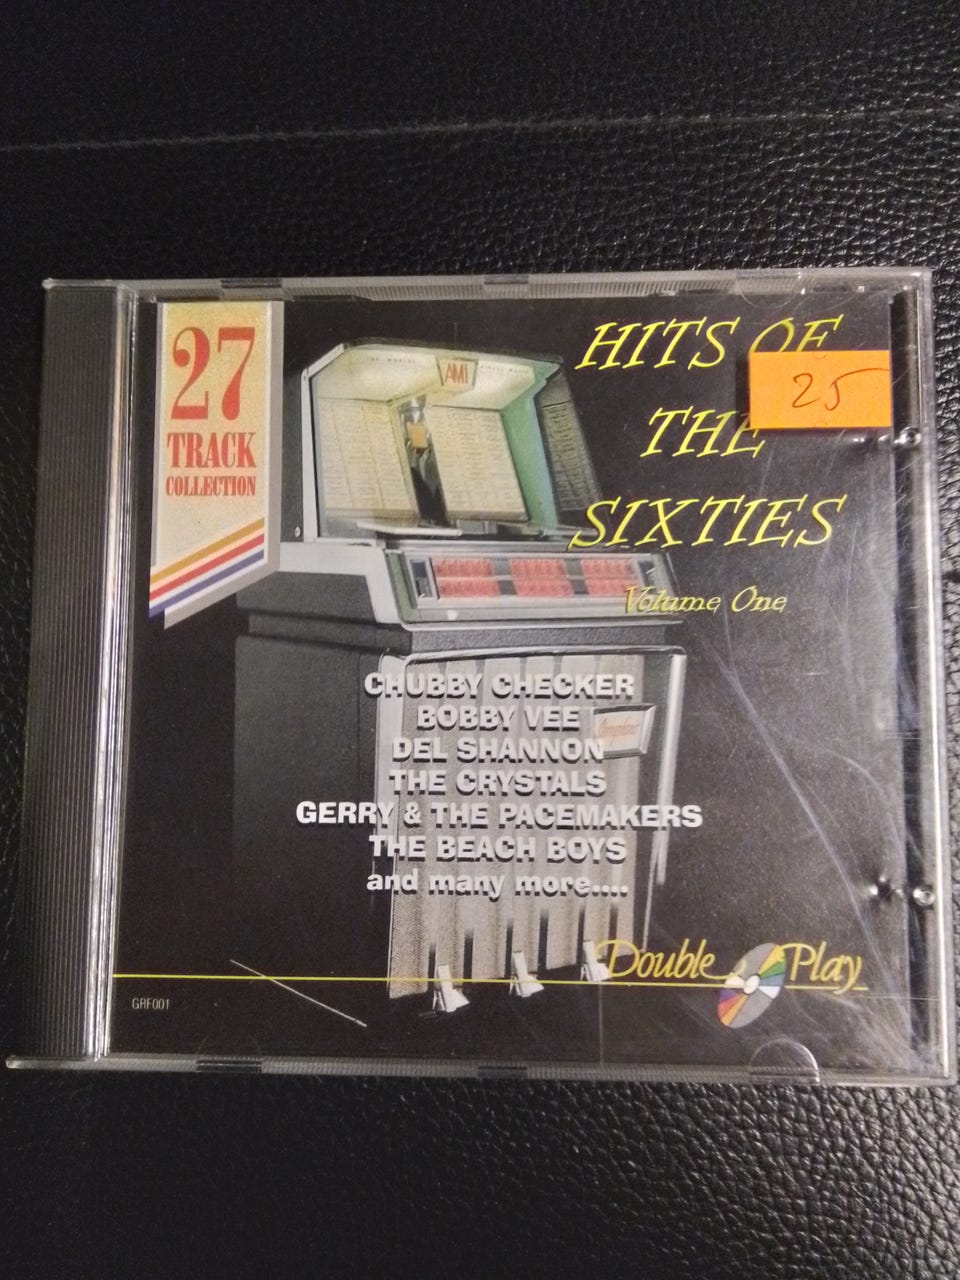 27
TRACK
COLLECTION
AMI
HITS OF
25
THE
SIXTIES
Volume One
CHUBBY CHECKER
BOBBY VEE
DEL SHANNON
THE CRYSTALS
GERRY & THE PACEMAKERS
THE BEACH BOYS
and many more....
Double Play
GRF001